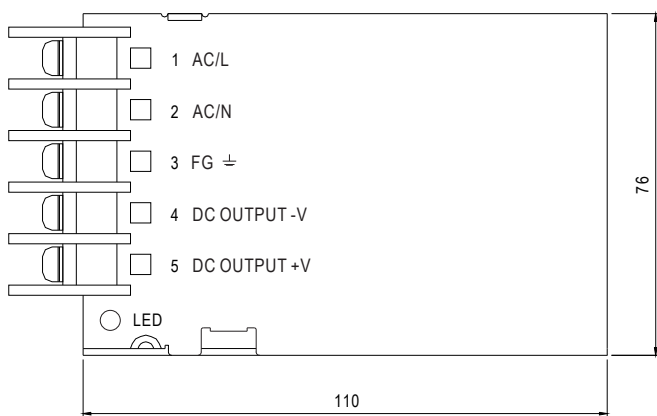 1 AC/L
2 AC/N
3 FG ⏚
4 DC OUTPUT -V
5 DC OUTPUT +V
LED
76
110